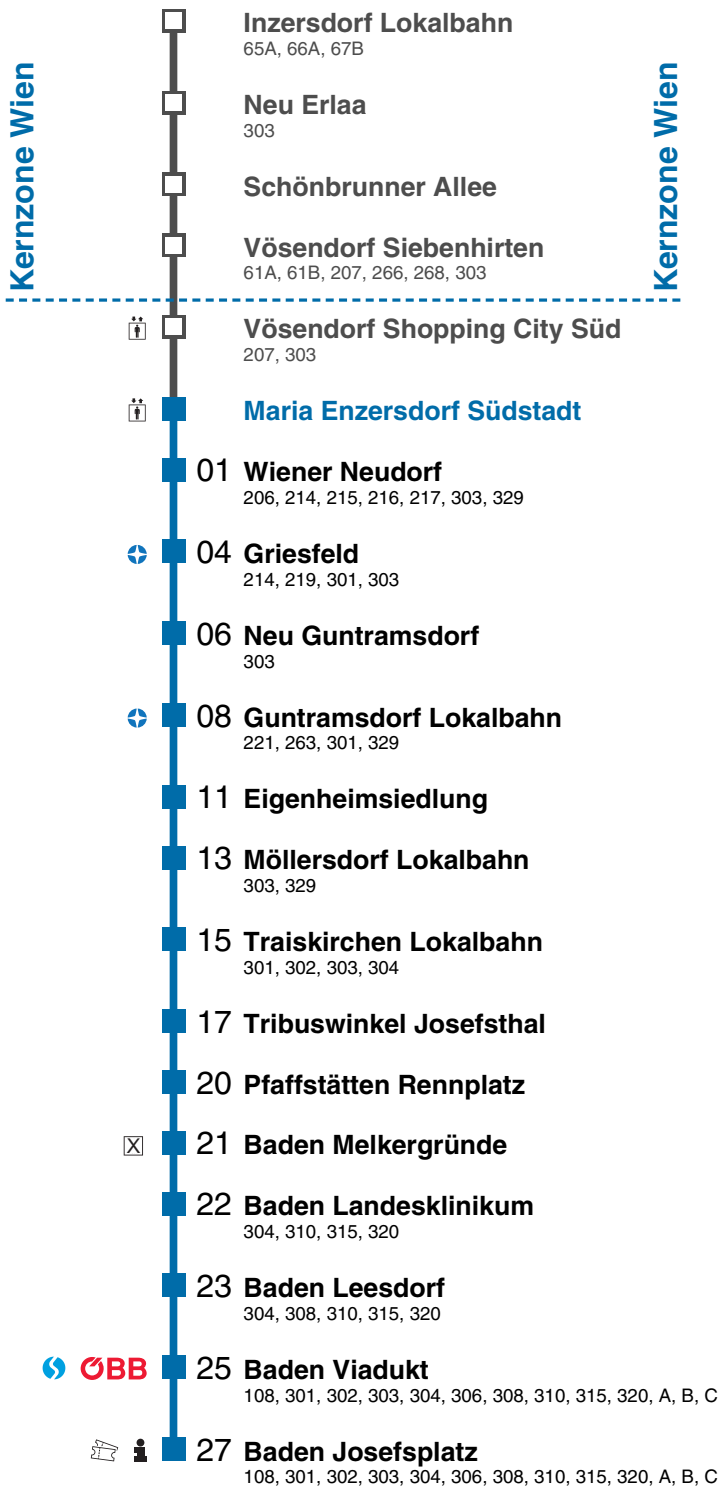 Kernzone Wien
Kernzone Wien
Inzersdorf Lokalbahn
65A, 66A, 67B
Neu Erlaa
303
Schönbrunner Allee
Vösendorf Siebenhirten
61A, 61B, 207, 266, 268, 303
Vösendorf Shopping City Süd
207, 303
Maria Enzersdorf Südstadt
01 Wiener Neudorf
206, 214, 215, 216, 217, 303, 329
04 Griesfeld
214, 219, 301, 303
06 Neu Guntramsdorf
303
08 Guntramsdorf Lokalbahn
221, 263, 301, 329
11 Eigenheimsiedlung
13 Möllersdorf Lokalbahn
303, 329
15 Traiskirchen Lokalbahn
301, 302, 303, 304
17 Tribuswinkel Josefsthal
20 Pfaffstätten Rennplatz
X 21 Baden Melkergründe
22 Baden Landesklinikum
304, 310, 315, 320
23 Baden Leesdorf
304, 308, 310, 315, 320
S ÖBB 25 Baden Viadukt
108, 301, 302, 303, 304, 306, 308, 310, 315, 320, A, B, C
i 27 Baden Josefsplatz
108, 301, 302, 303, 304, 306, 308, 310, 315, 320, A, B, C